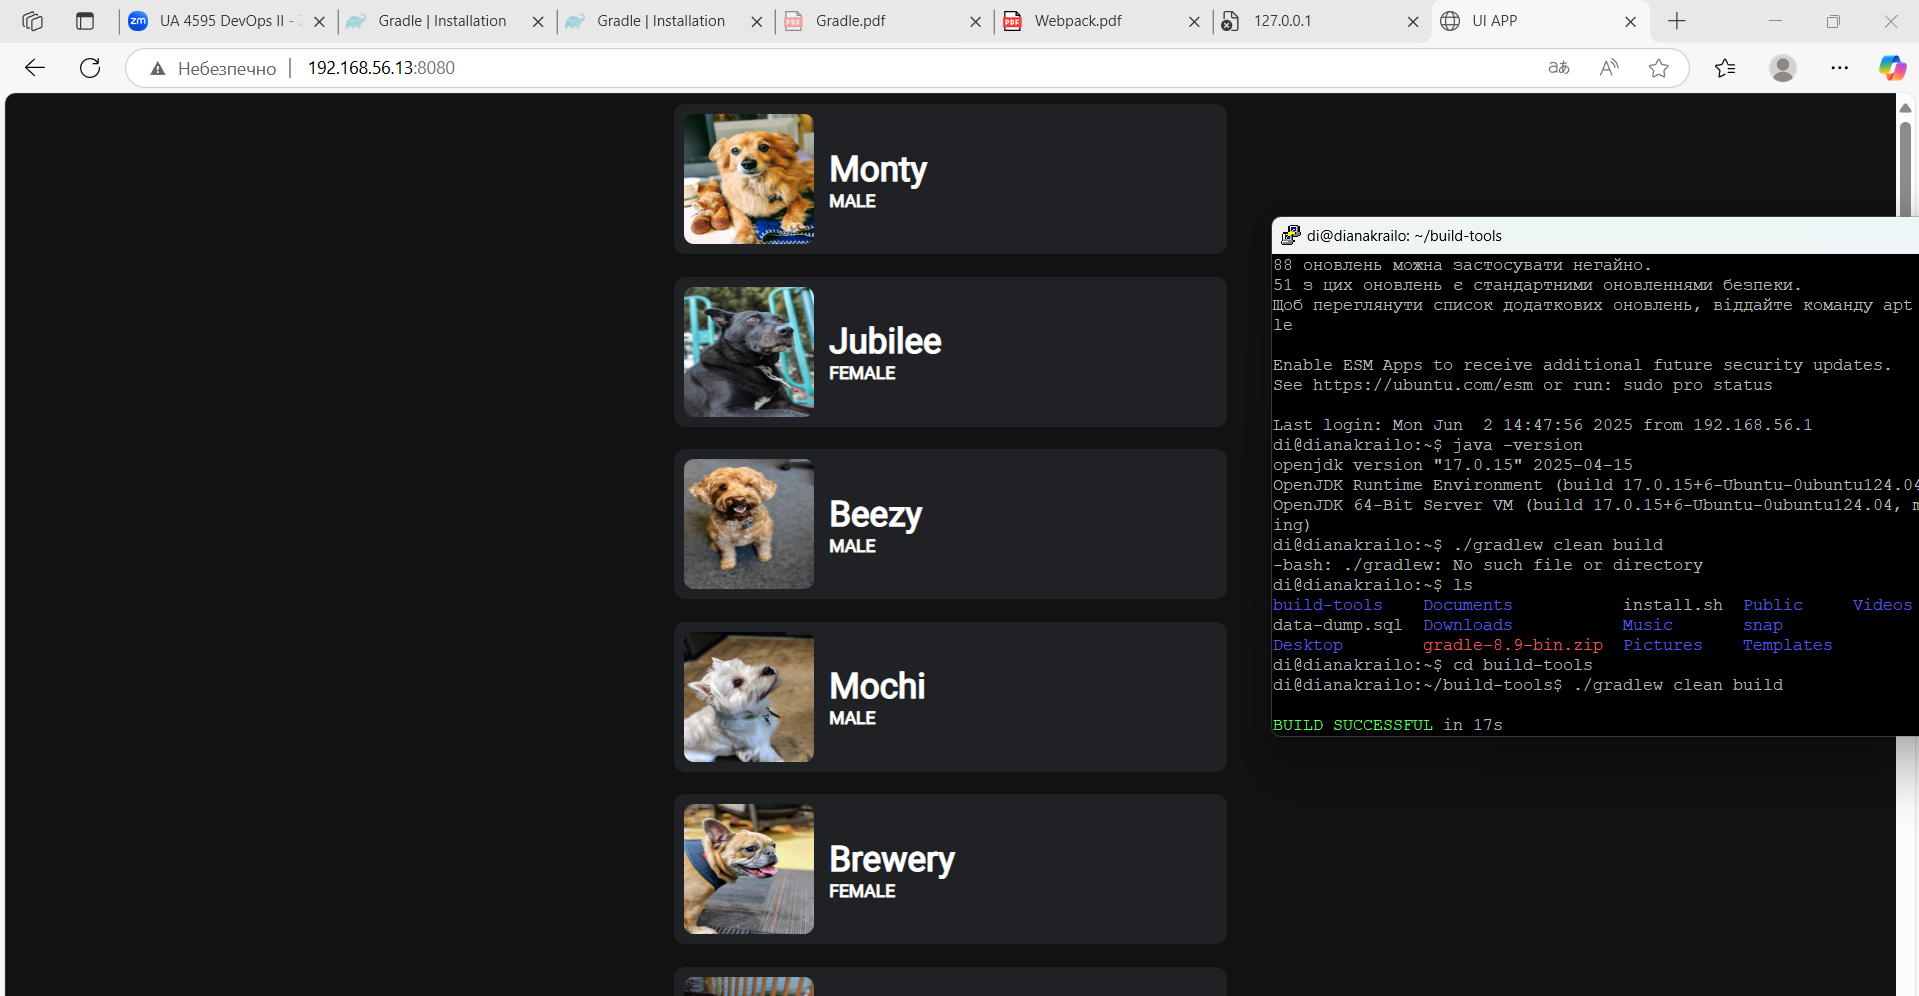 UA 4595 DevOps II -
Gradle | Installation
Gradle | Installation
Gradle.pdf
Webpack.pdf
127.0.0.1
UI APP
Небезпечно
192.168.56.13:8080
Monty
MALE
Jubilee
FEMALE
Beezy
MALE
Mochi
MALE
Brewery
FEMALE
di@dianakrailo: ~/build-tools
88 оновлень можна застосувати негайно.
51 з цих оновлень є стандартними оновленнями безпеки.
Щоб переглянути список додаткових оновлень, віддайте команду apt
le
Enable ESM Apps to receive additional future security updates.
See https://ubuntu.com/esm or run: sudo pro status
Last login: Mon Jun  2 14:47:56 2025 from 192.168.56.1
di@dianakrailo:~$ java -version
openjdk version "17.0.15" 2025-04-15
OpenJDK Runtime Environment (build 17.0.15+6-Ubuntu-0ubuntu124.04
OpenJDK 64-Bit Server VM (build 17.0.15+6-Ubuntu-0ubuntu124.04, m
ing)
di@dianakrailo:~$ ./gradlew clean build
-bash: ./gradlew: No such file or directory
di@dianakrailo:~$ ls
build-tools Documents install.sh Public Videos
data-dump.sql Downloads Music snap
Desktop gradle-8.9-bin.zip Pictures Templates
di@dianakrailo:~$ cd build-tools
di@dianakrailo:~/build-tools$ ./gradlew clean build
BUILD SUCCESSFUL in 17s